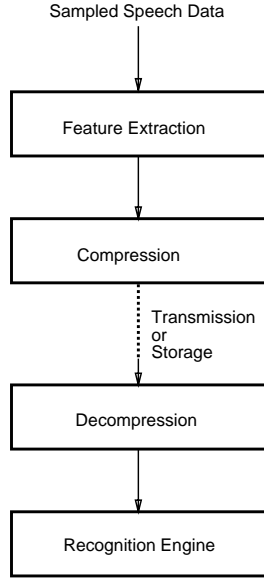 Sampled Speech Data
Feature Extraction
Compression
Transmission
or
Storage
Decompression
Recognition Engine